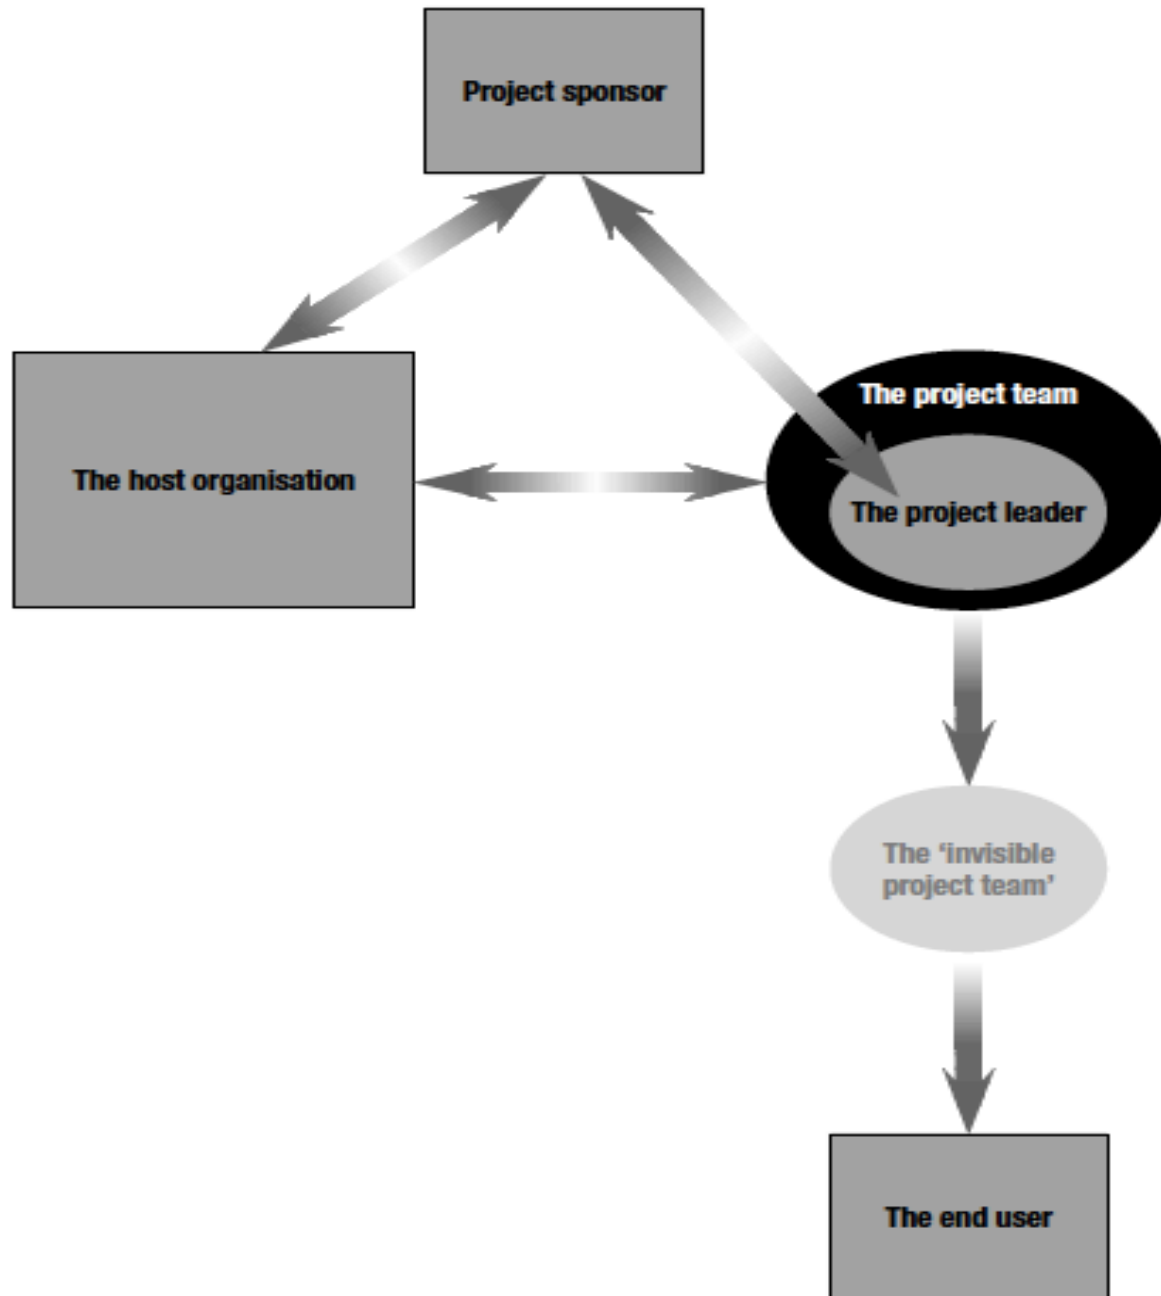 Project sponsor
The project team
The host organisation
The project leader
The ‘invisible
project team’
The end user